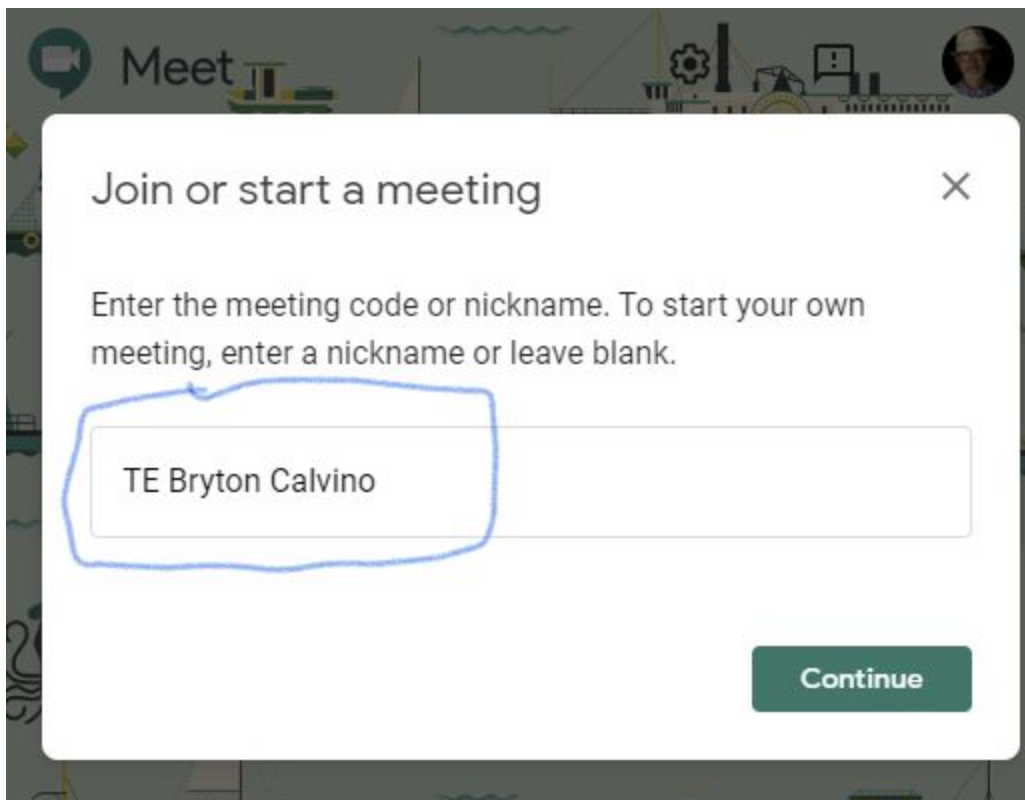 Meet
Join or start a meeting
Enter the meeting code or nickname. To start your own
meeting, enter a nickname or leave blank.
TE Bryton Calvino
Continue